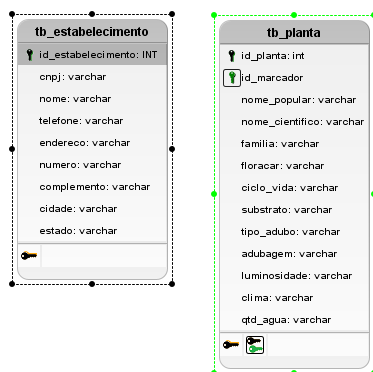 tb_estabelecimento
id_estabelecimento: INT
cnpj: varchar
nome: varchar
telefone: varchar
endereco: varchar
numero: varchar
complemento: varchar
cidade: varchar
estado: varchar
tb_planta
id_planta: int
id_marcador
nome_popular: varchar
nome_cientifico: varchar
familia: varchar
floracar: varchar
ciclo_vida: varchar
substrato: varchar
tipo_adubo: varchar
adubagem: varchar
luminosidade: varchar
clima: varchar
qtd_agua: varchar